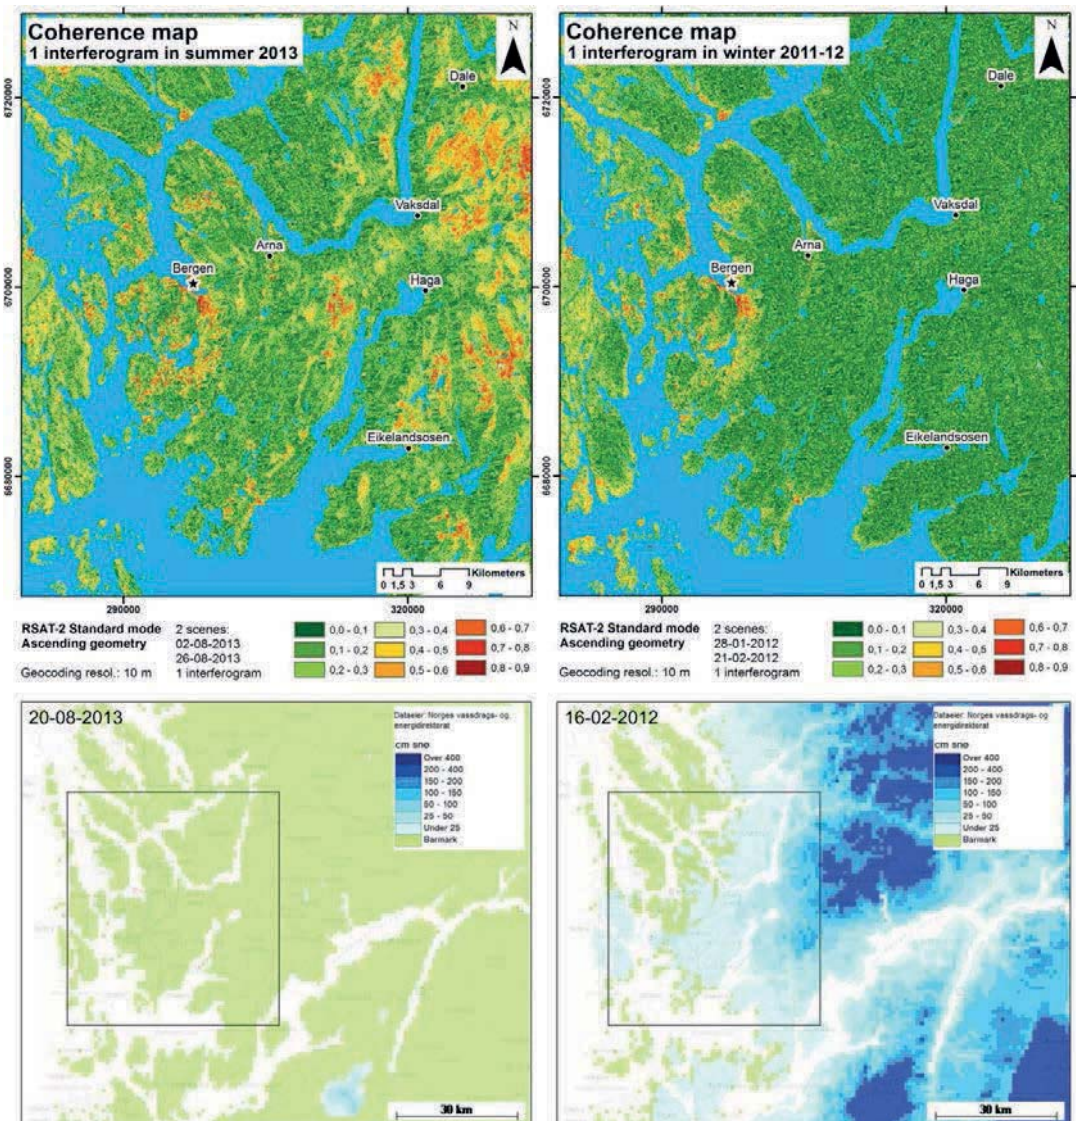 Coherence map
1 interferogram in summer 2013
N
Dale
Vaksdal
Arna
Bergen
Haga
Eikelandsosen
6720000
6700000
6680000
Kilometers
0 1,5 3 6 9
290000
320000
RSAT-2 Standard mode
Ascending geometry
Geocoding resol.: 10 m
2 scenes:
02-08-2013
26-08-2013
1 interferogram
0,0 - 0,1
0,1 - 0,2
0,2 - 0,3
0,3 - 0,4
0,4 - 0,5
0,5 - 0,6
0,6 - 0,7
0,7 - 0,8
0,8 - 0,9
Coherence map
1 interferogram in winter 2011-12
N
Dale
Vaksdal
Arna
Bergen
Haga
Eikelandsosen
6720000
6700000
6680000
Kilometers
0 1,5 3 6 9
290000
320000
RSAT-2 Standard mode
Ascending geometry
Geocoding resol.: 10 m
2 scenes:
28-01-2012
21-02-2012
1 interferogram
0,0 - 0,1
0,1 - 0,2
0,2 - 0,3
0,3 - 0,4
0,4 - 0,5
0,5 - 0,6
0,6 - 0,7
0,7 - 0,8
0,8 - 0,9
20-08-2013
Dataeier: Norges vassdrags- og
energidirektorat
cm snø
Over 400
200 - 400
150 - 200
100 - 150
50 - 100
25 - 50
Under 25
Barmark
30 km
16-02-2012
Dataeier: Norges vassdrags- og
energidirektorat
cm snø
Over 400
200 - 400
150 - 200
100 - 150
50 - 100
25 - 50
Under 25
Barmark
30 km